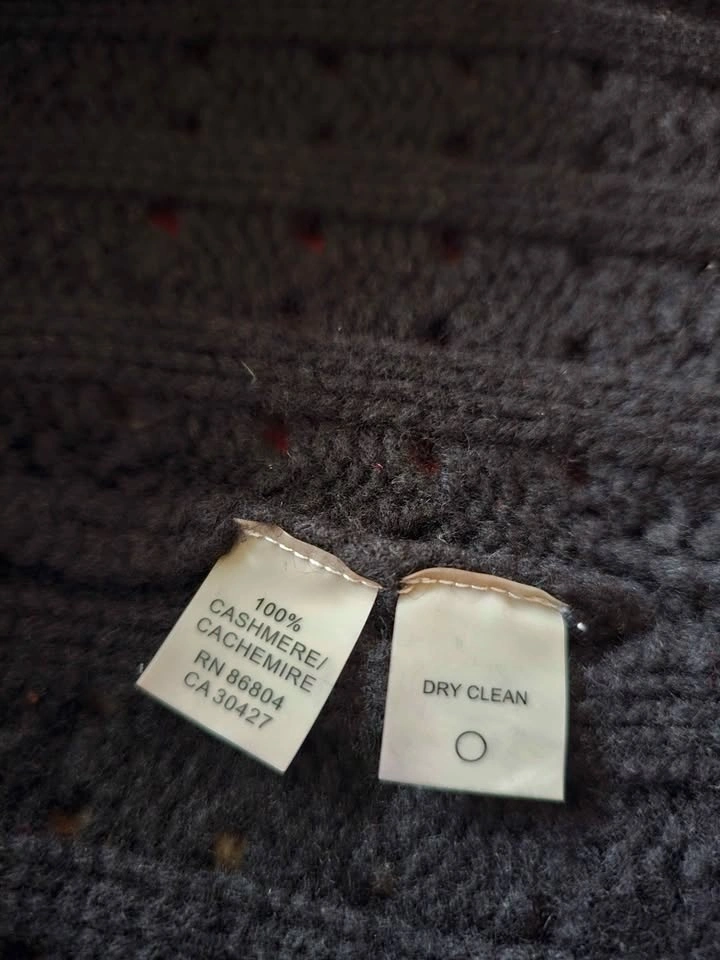 100%
CASHMERE/
CACHEMIRE
RN 86804
CA 30427
DRY CLEAN